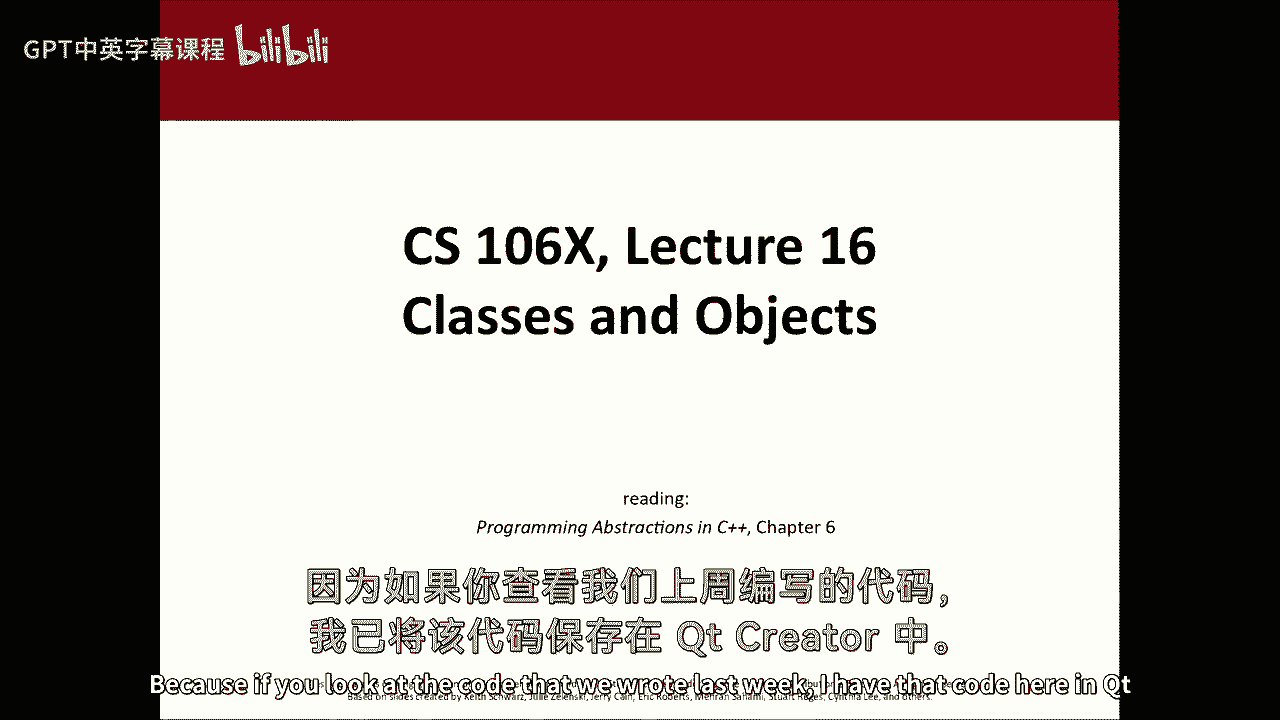 GPT中英字幕课程 bilibili
CS 106X, Lecture 16
Classes and Objects
reading:
Programming Abstractions in C++, Chapter 6
因为如果你查看我们上周编写的代码，
我已将该代码保存在 Qt Creator 中。
Because if you look at the code that we wrote last week, I have that code here in Qt
Based on slides created by Keith Schwarz, Julie Zelenski, Jerry Cain, Eric Roberts, Mehran Sahami, Stuart Reges, Cynthia Lee, and others.